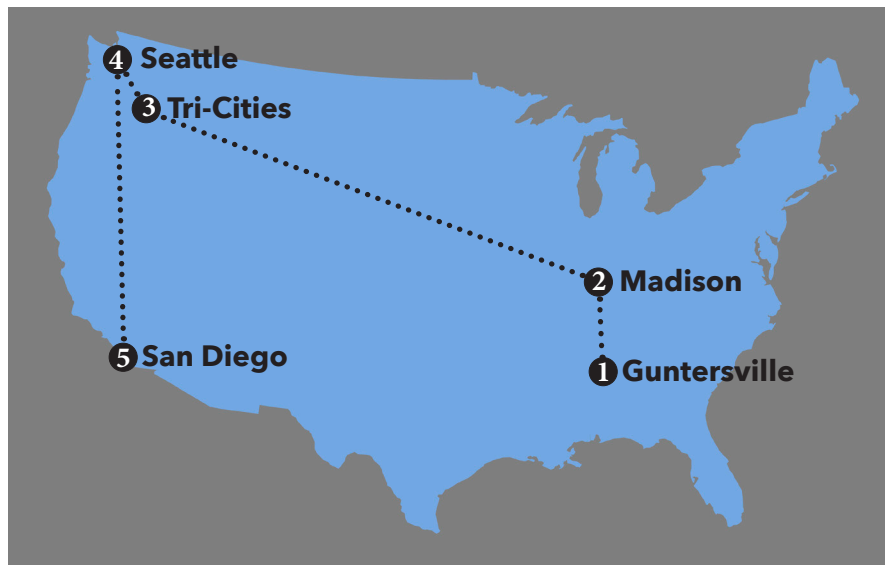 4 Seattle
3 Tri-Cities
2 Madison
5 San Diego
1 Guntersville